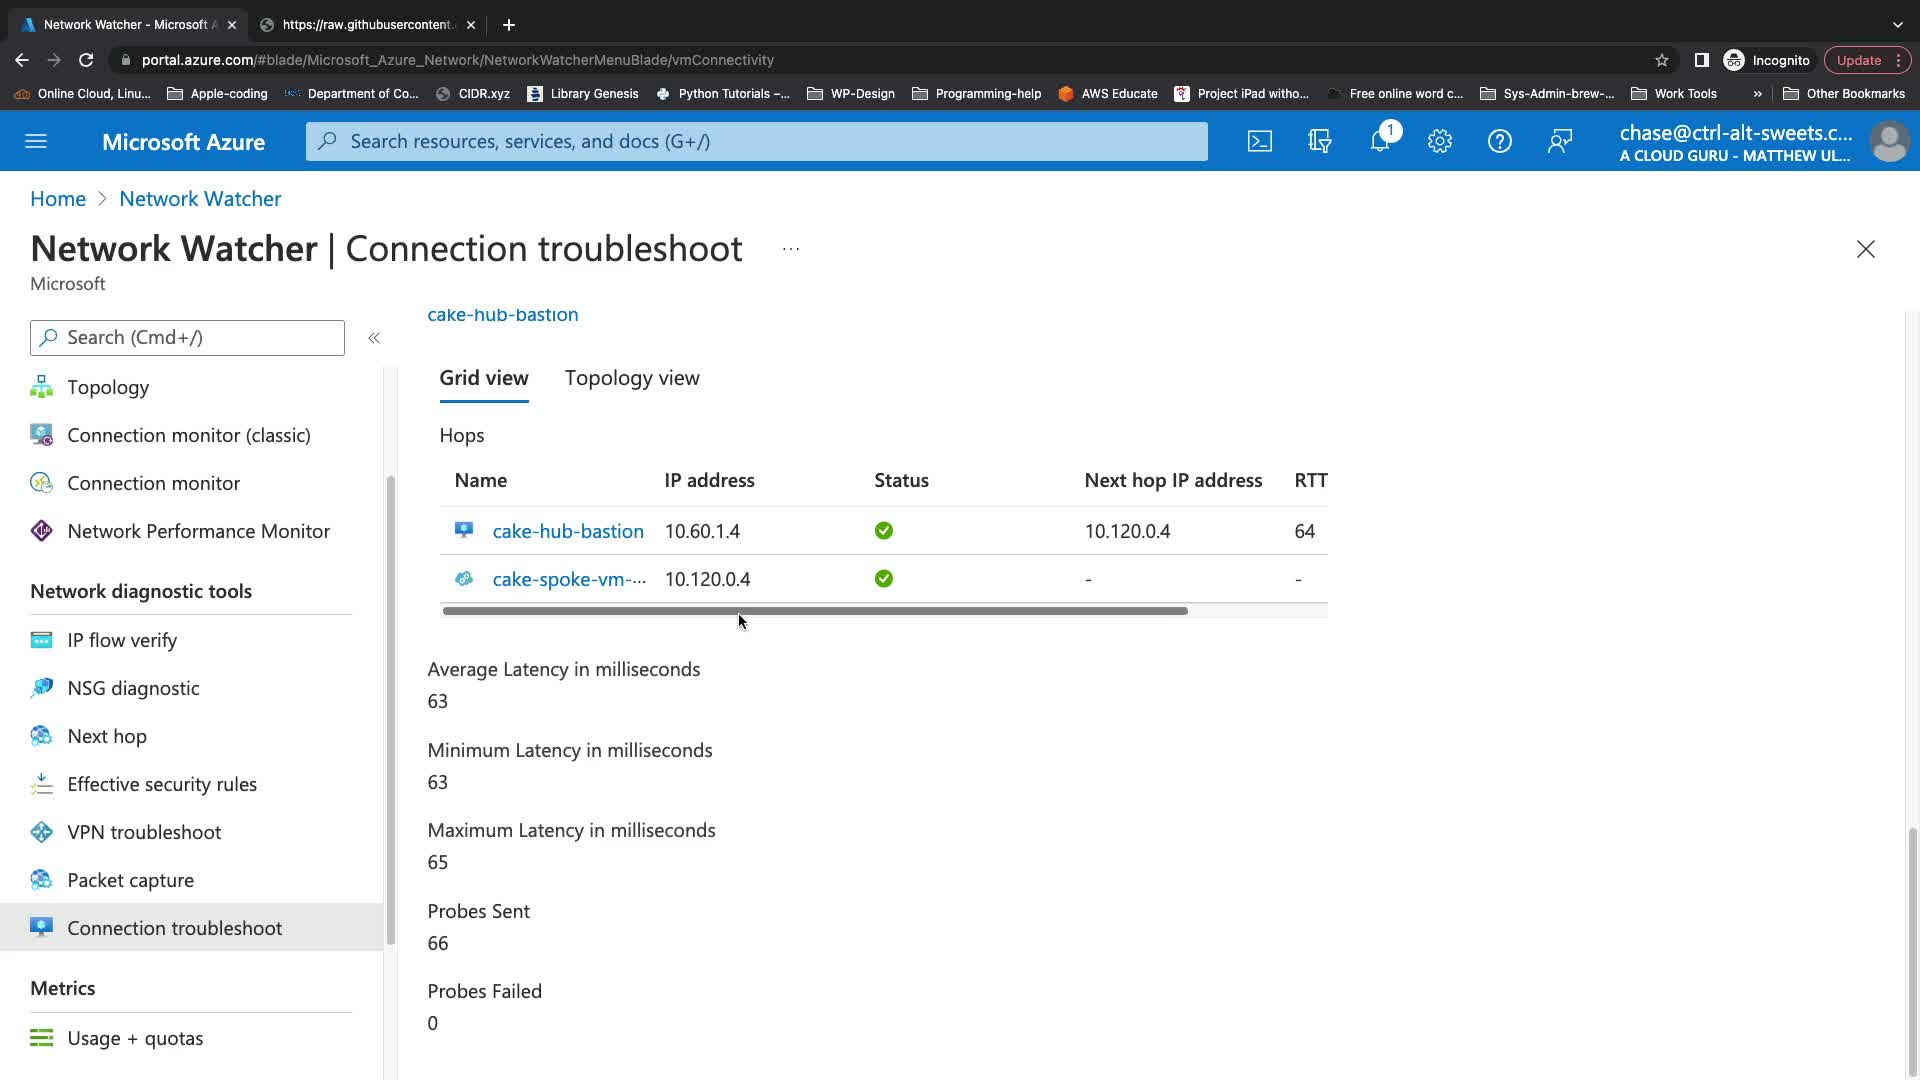 Network Watcher - Microsoft A
https://raw.githubusercontent.
portal.azure.com/#blade/Microsoft_Azure_Network/NetworkWatcherMenuBlade/vmConnectivity
Incognito
Update
Online Cloud, Linu...
Apple-coding
Department of Co...
CIDR.xyz
Library Genesis
Python Tutorials –...
WP-Design
Programming-help
AWS Educate
Project iPad witho...
Free online word c...
Sys-Admin-brew-...
Work Tools
»
Other Bookmarks
Microsoft Azure
Search resources, services, and docs (G+/)
1
chase@ctrl-alt-sweets.c...
A CLOUD GURU - MATTHEW UL...
Home > Network Watcher
Network Watcher | Connection troubleshoot ...
Microsoft
Search (Cmd+/)
«
Topology
Connection monitor (classic)
Connection monitor
Network Performance Monitor
Network diagnostic tools
IP flow verify
NSG diagnostic
Next hop
Effective security rules
VPN troubleshoot
Packet capture
Connection troubleshoot
Metrics
Usage + quotas
cake-hub-bastion
Grid view Topology view
Hops
Name IP address Status Next hop IP address RTT
cake-hub-bastion 10.60.1.4 10.120.0.4 64
cake-spoke-vm-... 10.120.0.4 - -
Average Latency in milliseconds
63
Minimum Latency in milliseconds
63
Maximum Latency in milliseconds
65
Probes Sent
66
Probes Failed
0